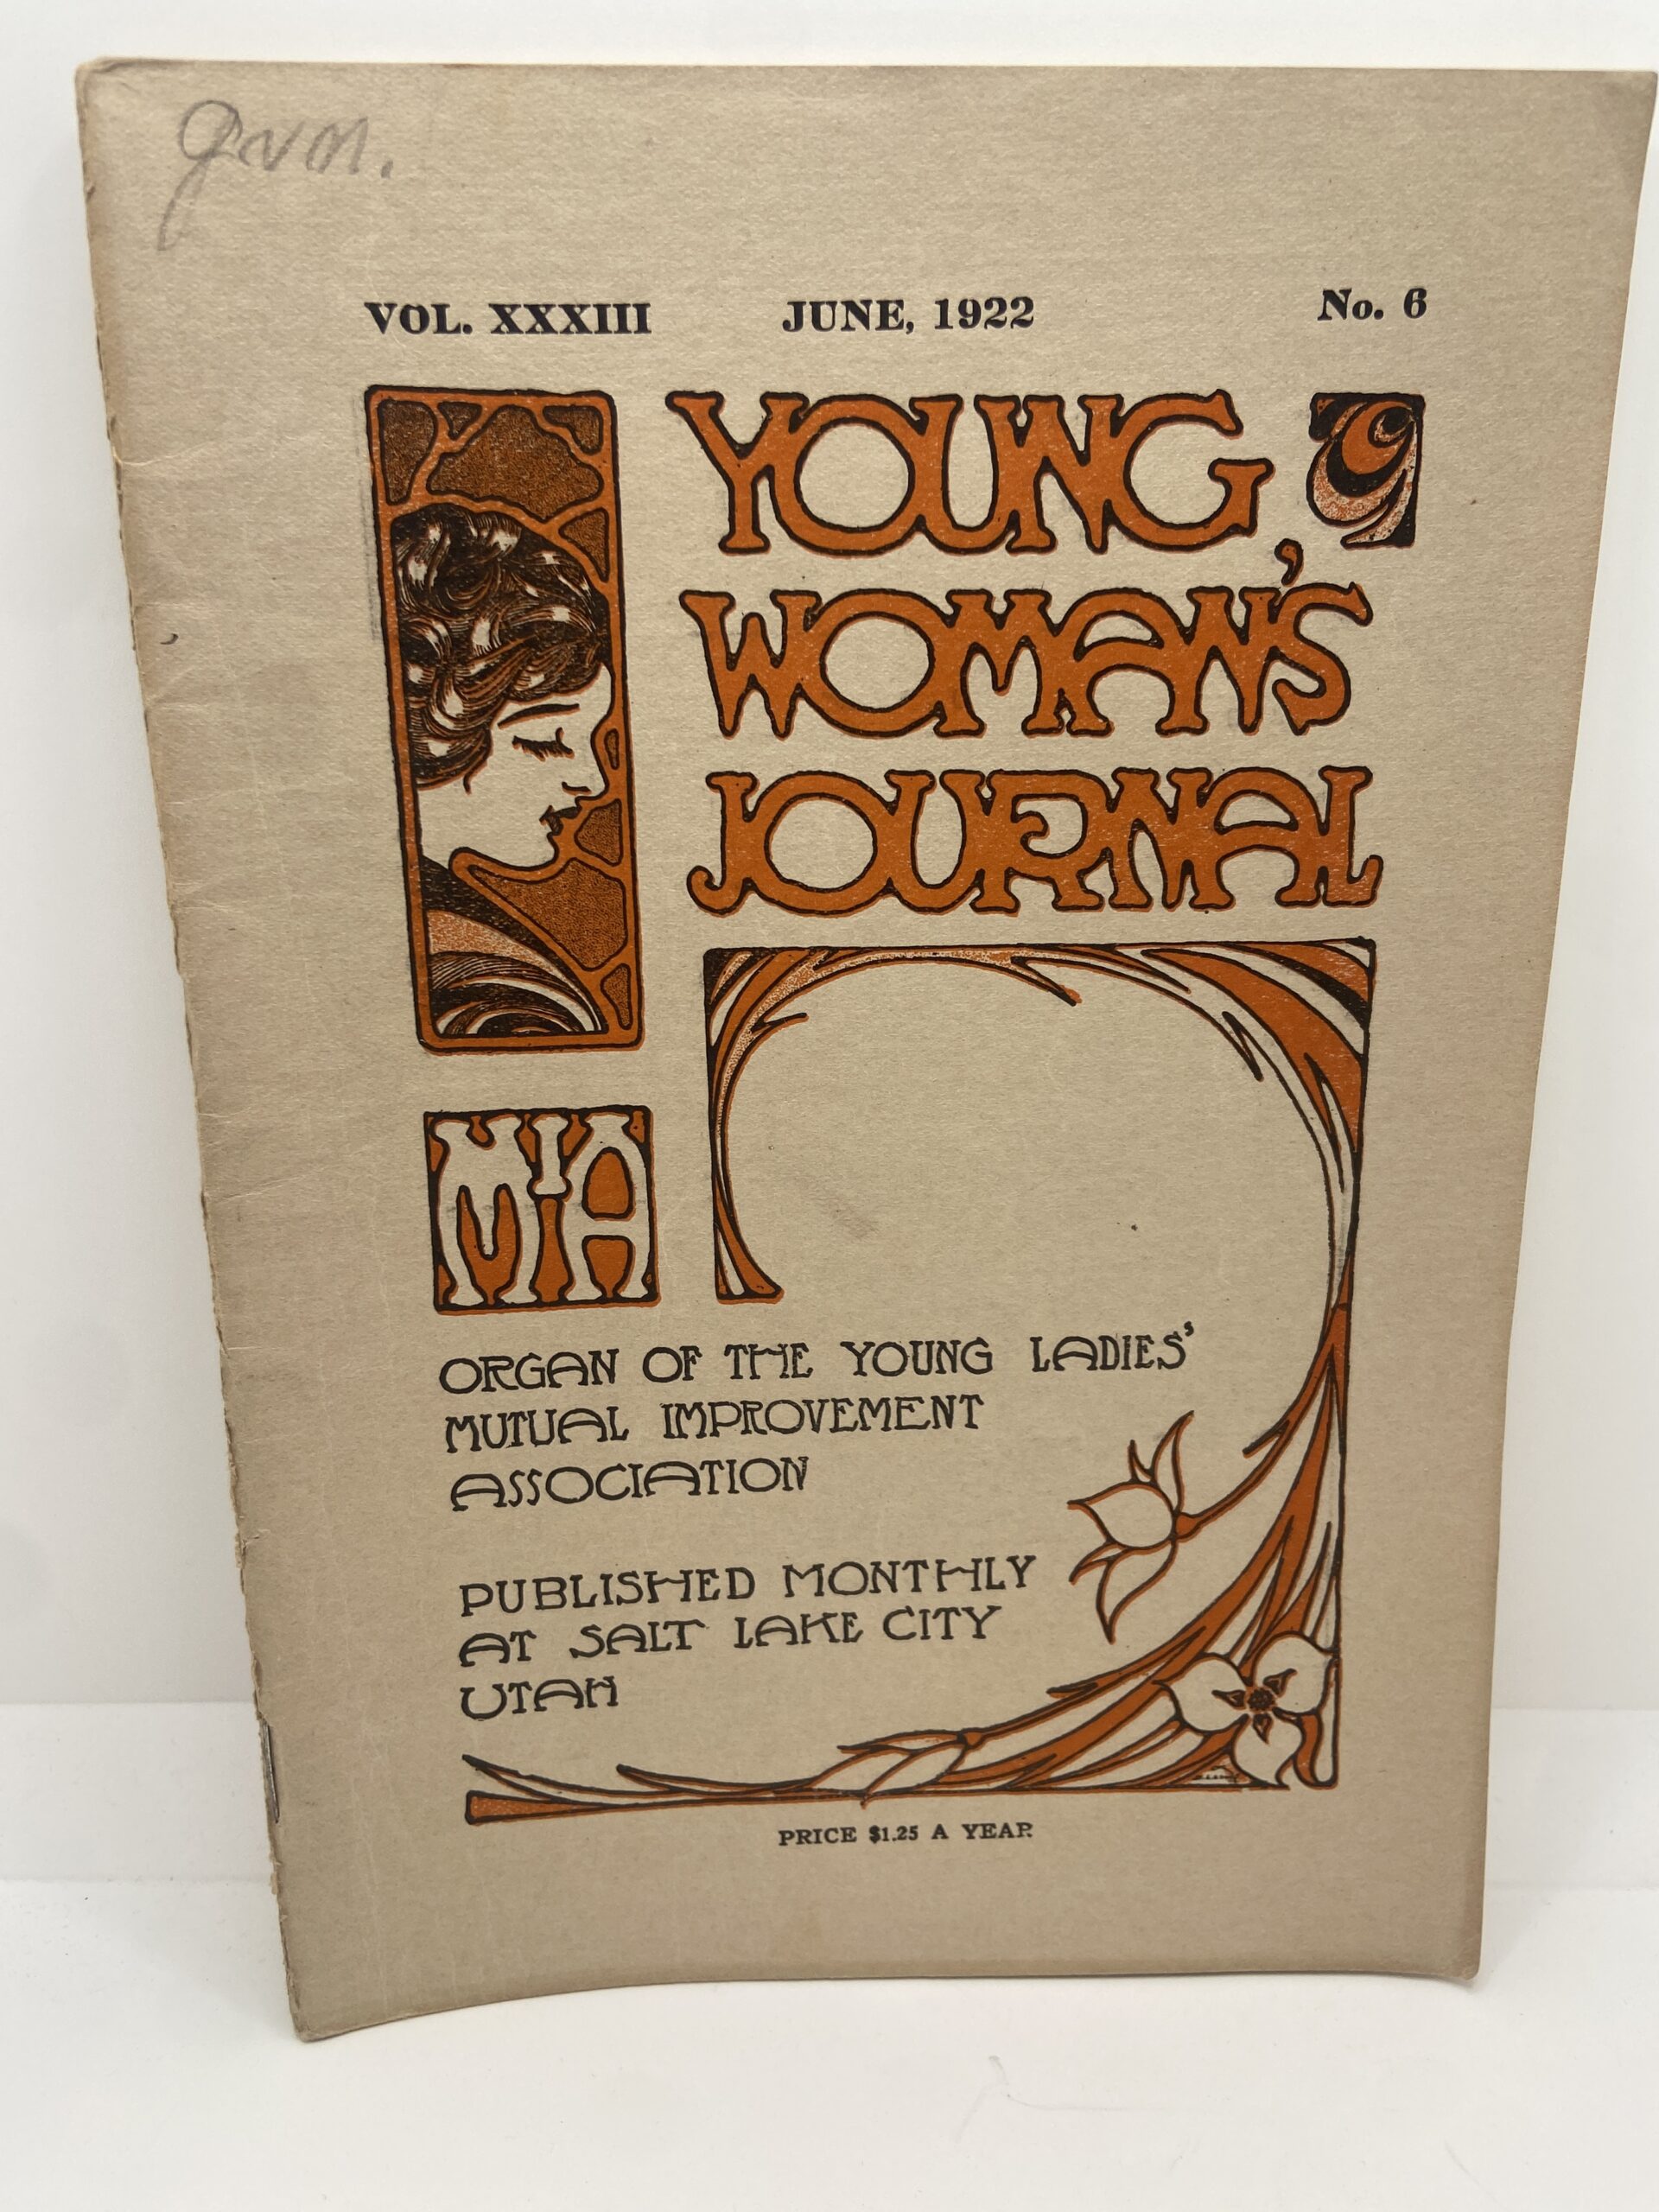 VOL. XXXIII JUNE, 1922 No. 6
YOUNG
WOMAN'S
JOURNAL
MIA
ORGAN OF THE YOUNG LADIES'
MUTUAL IMPROVEMENT
ASSOCIATION
PUBLISHED MONTHLY
AT SALT LAKE CITY
UTAH
PRICE $1.25 A YEAR